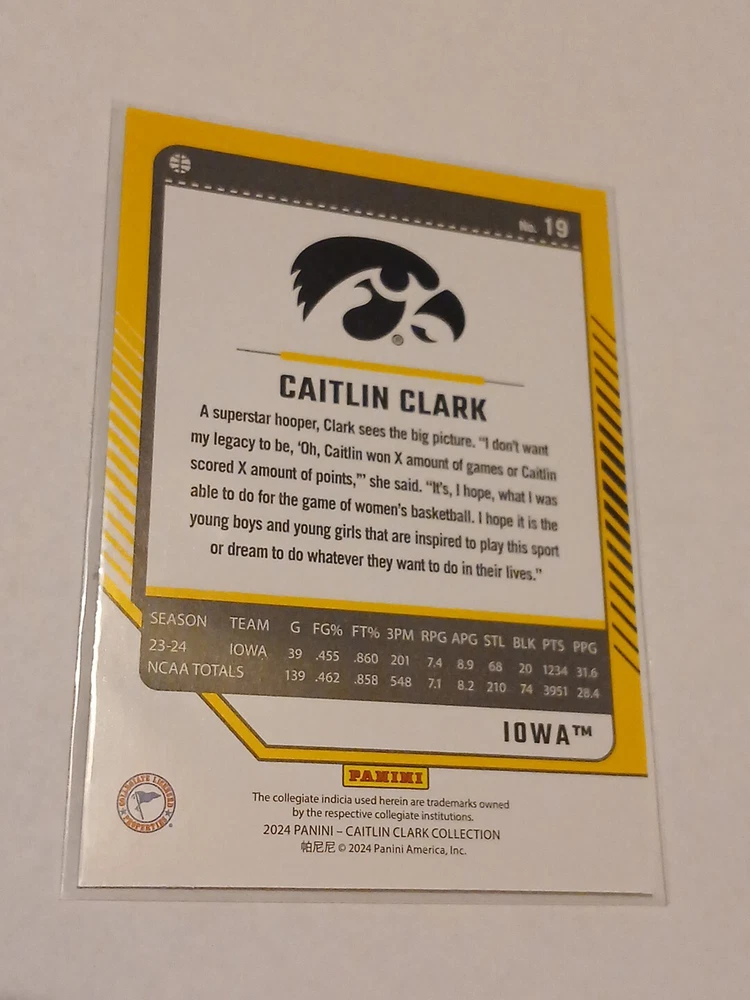 No. 19
CAITLIN CLARK
A superstar hooper, Clark sees the big picture. “I don't want
my legacy to be, ‘Oh, Caitlin won X amount of games or Caitlin
scored X amount of points,’” she said. “It's, I hope, what I was
able to do for the game of women's basketball. I hope it is the
young boys and young girls that are inspired to play this sport
or dream to do whatever they want to do in their lives.”
SEASON TEAM G FG% FT% 3PM RPG APG STL BLK PTS PPG
23-24 IOWA 39 .455 .860 201 7.4 8.9 68 20 1234 31.6
NCAA TOTALS 139 .462 .858 548 7.1 8.2 210 74 3951 28.4
IOWA™
PANINI
COLLEGIATE LICENSED PROPERTIES ®
The collegiate indicia used herein are trademarks owned
by the respective collegiate institutions.
2024 PANINI – CAITLIN CLARK COLLECTION
帕尼尼 © 2024 Panini America, Inc.